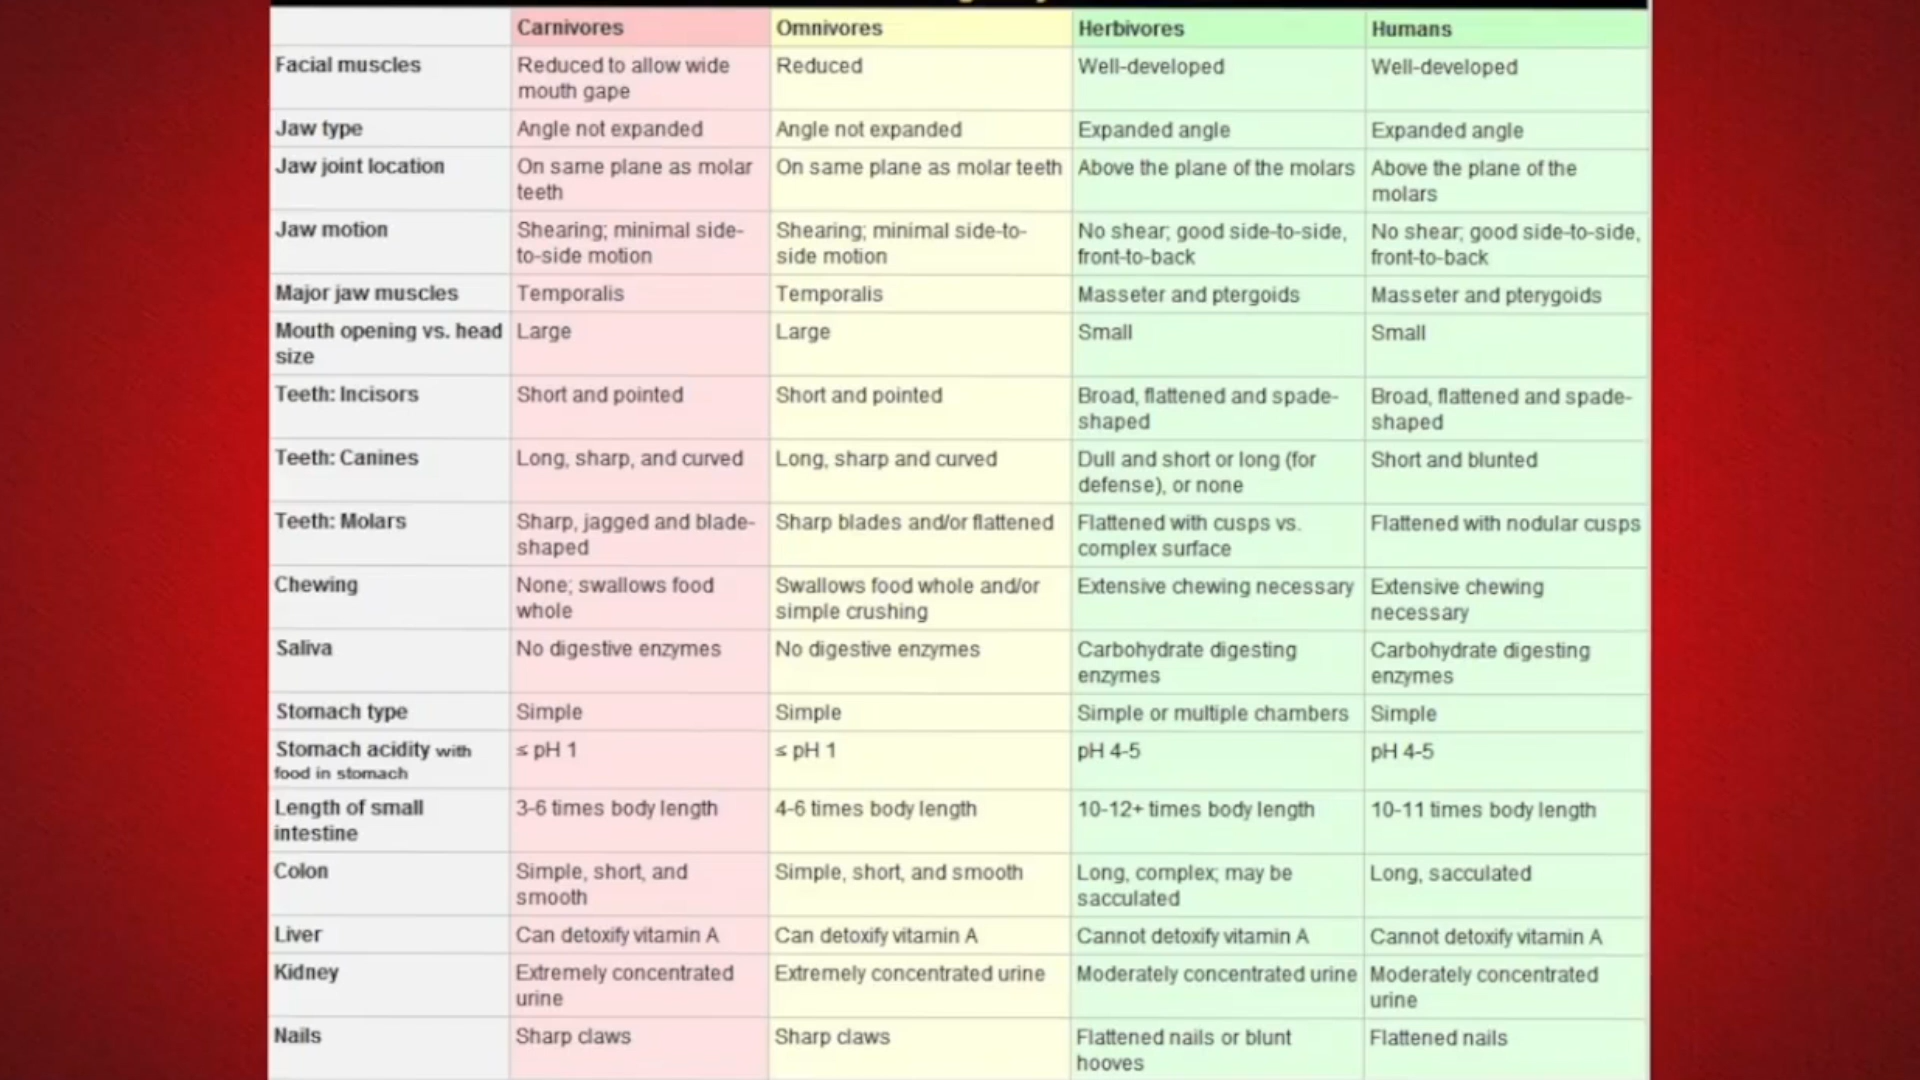 Carnivores Omnivores Herbivores Humans
Facial muscles Reduced to allow wide mouth gape Reduced Well-developed Well-developed
Jaw type Angle not expanded Angle not expanded Expanded angle Expanded angle
Jaw joint location On same plane as molar teeth On same plane as molar teeth Above the plane of the molars Above the plane of the molars
Jaw motion Shearing; minimal side-to-side motion Shearing; minimal side-to-side motion No shear; good side-to-side, front-to-back No shear; good side-to-side, front-to-back
Major jaw muscles Temporalis Temporalis Masseter and ptergoids Masseter and pterygoids
Mouth opening vs. head size Large Large Small Small
Teeth: Incisors Short and pointed Short and pointed Broad, flattened and spade-shaped Broad, flattened and spade-shaped
Teeth: Canines Long, sharp, and curved Long, sharp and curved Dull and short or long (for defense), or none Short and blunted
Teeth: Molars Sharp, jagged and blade-shaped Sharp blades and/or flattened Flattened with cusps vs. complex surface Flattened with nodular cusps
Chewing None; swallows food whole Swallows food whole and/or simple crushing Extensive chewing necessary Extensive chewing necessary
Saliva No digestive enzymes No digestive enzymes Carbohydrate digesting enzymes Carbohydrate digesting enzymes
Stomach type Simple Simple Simple or multiple chambers Simple
Stomach acidity with food in stomach ≤ pH 1 ≤ pH 1 pH 4-5 pH 4-5
Length of small intestine 3-6 times body length 4-6 times body length 10-12+ times body length 10-11 times body length
Colon Simple, short, and smooth Simple, short, and smooth Long, complex; may be sacculated Long, sacculated
Liver Can detoxify vitamin A Can detoxify vitamin A Cannot detoxify vitamin A Cannot detoxify vitamin A
Kidney Extremely concentrated urine Extremely concentrated urine Moderately concentrated urine Moderately concentrated urine
Nails Sharp claws Sharp claws Flattened nails or blunt hooves Flattened nails